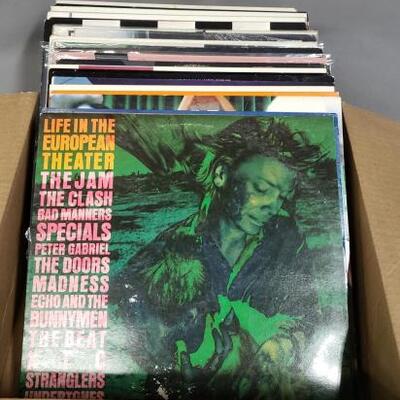 LIFE IN THE
EUROPEAN
THEATER
THE JAM
THE CLASH
BAD MANNERS
SPECIALS
PETER GABRIEL
THE DOORS
MADNESS
ECHO AND THE
BUNNYMEN
THE BEAT
X T C
STRANGLERS
UNDERTONES